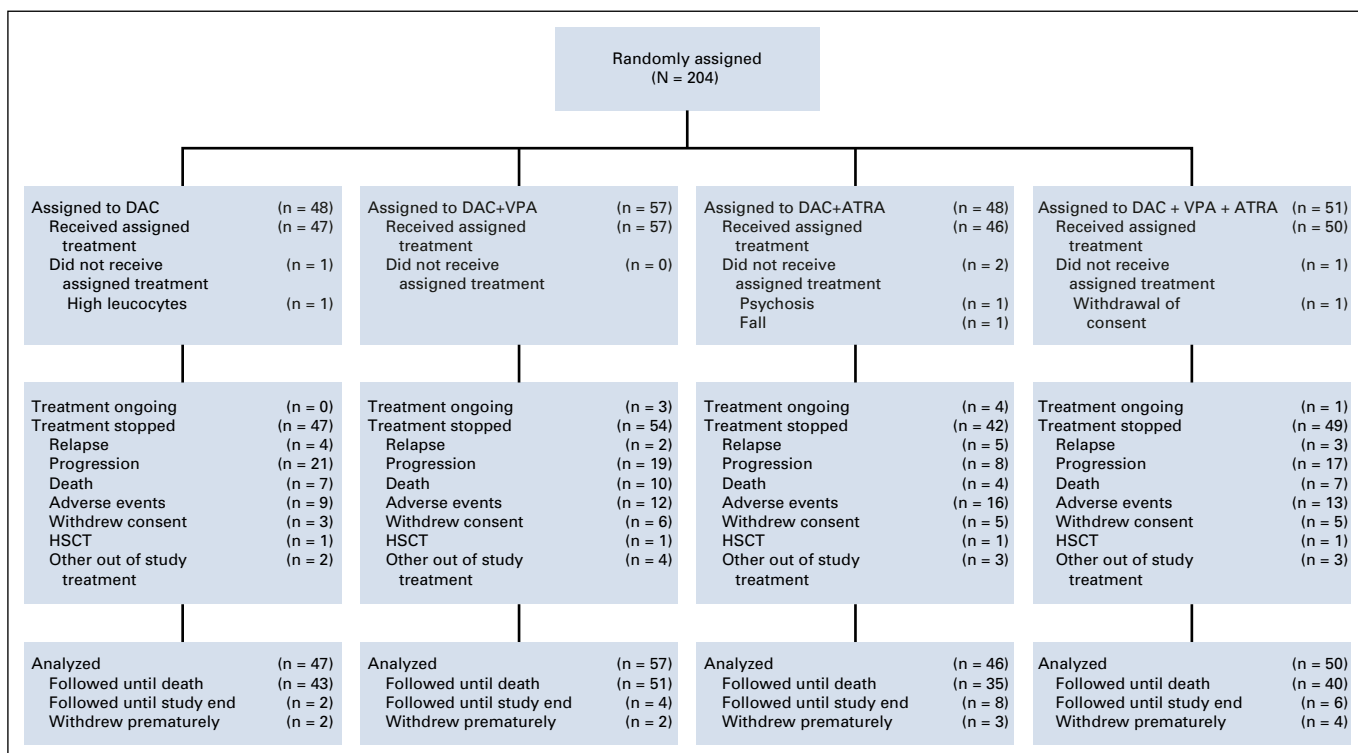 Randomly assigned
(N = 204)
Assigned to DAC (n = 48)
Received assigned (n = 47)
treatment
Did not receive (n = 1)
assigned treatment
High leucocytes (n = 1)
Assigned to DAC+VPA (n = 57)
Received assigned (n = 57)
treatment
Did not receive (n = 0)
assigned treatment
Assigned to DAC+ATRA (n = 48)
Received assigned (n = 46)
treatment
Did not receive (n = 2)
assigned treatment
Psychosis (n = 1)
Fall (n = 1)
Assigned to DAC + VPA + ATRA (n = 51)
Received assigned (n = 50)
treatment
Did not receive (n = 1)
assigned treatment
Withdrawal of (n = 1)
consent
Treatment ongoing (n = 0)
Treatment stopped (n = 47)
Relapse (n = 4)
Progression (n = 21)
Death (n = 7)
Adverse events (n = 9)
Withdrew consent (n = 3)
HSCT (n = 1)
Other out of study (n = 2)
treatment
Treatment ongoing (n = 3)
Treatment stopped (n = 54)
Relapse (n = 2)
Progression (n = 19)
Death (n = 10)
Adverse events (n = 12)
Withdrew consent (n = 6)
HSCT (n = 1)
Other out of study (n = 4)
treatment
Treatment ongoing (n = 4)
Treatment stopped (n = 42)
Relapse (n = 5)
Progression (n = 8)
Death (n = 4)
Adverse events (n = 16)
Withdrew consent (n = 5)
HSCT (n = 1)
Other out of study (n = 3)
treatment
Treatment ongoing (n = 1)
Treatment stopped (n = 49)
Relapse (n = 3)
Progression (n = 17)
Death (n = 7)
Adverse events (n = 13)
Withdrew consent (n = 5)
HSCT (n = 1)
Other out of study (n = 3)
treatment
Analyzed (n = 47)
Followed until death (n = 43)
Followed until study end (n = 2)
Withdrew prematurely (n = 2)
Analyzed (n = 57)
Followed until death (n = 51)
Followed until study end (n = 4)
Withdrew prematurely (n = 2)
Analyzed (n = 46)
Followed until death (n = 35)
Followed until study end (n = 8)
Withdrew prematurely (n = 3)
Analyzed (n = 50)
Followed until death (n = 40)
Followed until study end (n = 6)
Withdrew prematurely (n = 4)